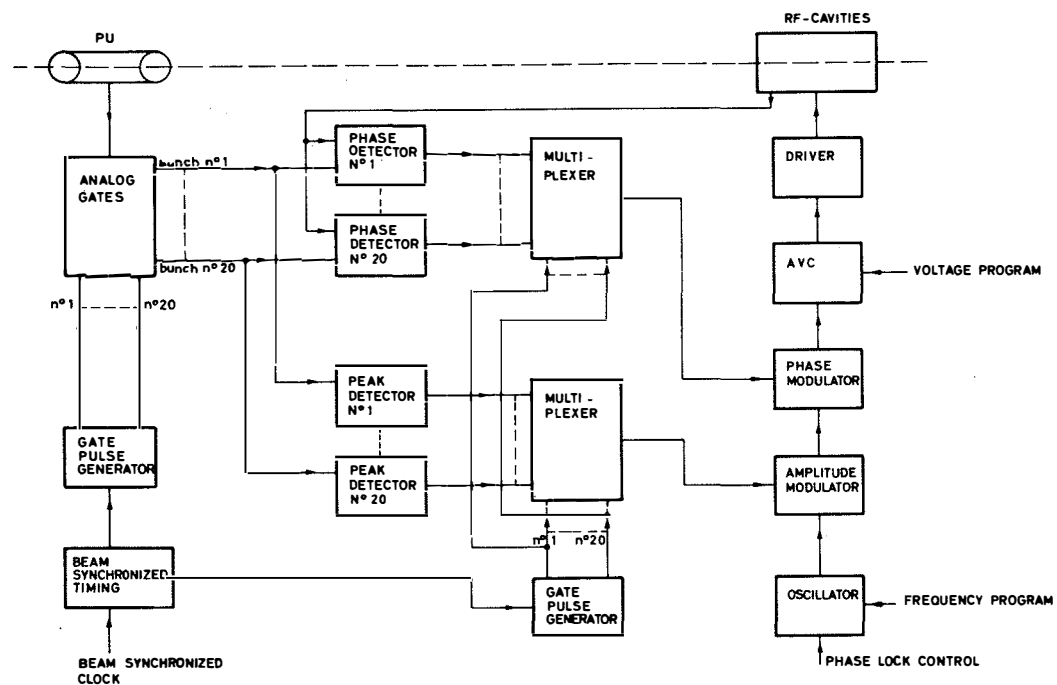 RF-CAVITIES
PU
PHASE
DETECTOR
N° 1
MULTI -
PLEXER
DRIVER
bunch n° 1
ANALOG
GATES
PHASE
DETECTOR
N° 20
bunch n° 20
AVC
VOLTAGE PROGRAM
n° 1
n° 20
PHASE
MODULATOR
PEAK
DETECTOR
N° 1
MULTI -
PLEXER
GATE
PULSE
GENERATOR
PEAK
DETECTOR
N° 20
AMPLITUDE
MODULATOR
n° 1
n° 20
BEAM
SYNCHRONIZED
TIMING
GATE
PULSE
GENERATOR
OSCILLATOR
FREQUENCY PROGRAM
BEAM SYNCHRONIZED
CLOCK
PHASE LOCK CONTROL